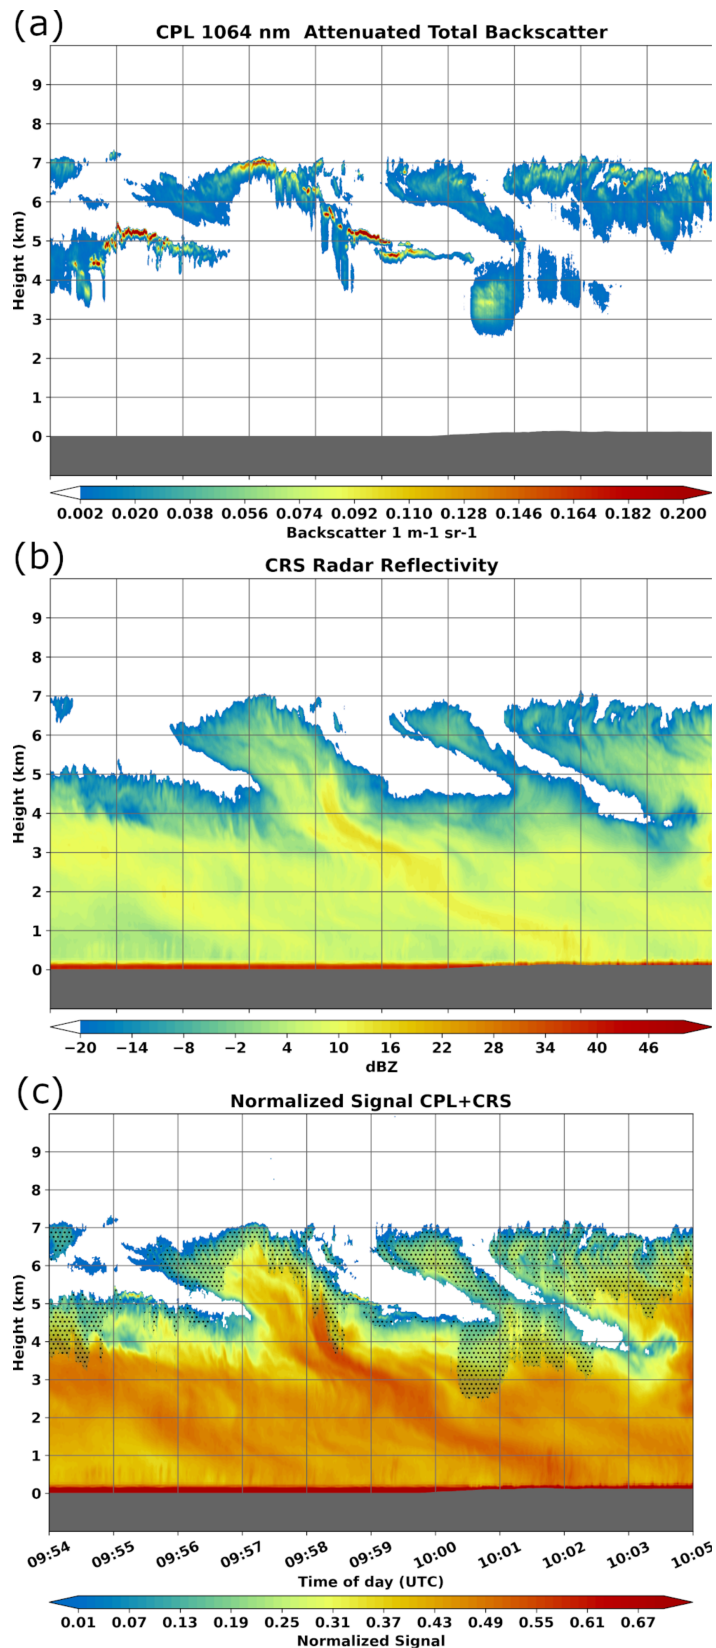 (a)
CPL 1064 nm  Attenuated Total Backscatter
9
8
7
6
5
4
3
2
1
0
Height (km)
0.002 0.020 0.038 0.056 0.074 0.092 0.110 0.128 0.146 0.164 0.182 0.200
Backscatter 1 m-1 sr-1
(b)
CRS Radar Reflectivity
9
8
7
6
5
4
3
2
1
0
Height (km)
−20 −14 −8 −2 4 10 16 22 28 34 40 46
dBZ
(c)
Normalized Signal CPL+CRS
9
8
7
6
5
4
3
2
1
0
Height (km)
09:54 09:55 09:56 09:57 09:58 09:59 10:00 10:01 10:02 10:03 10:05
Time of day (UTC)
0.01 0.07 0.13 0.19 0.25 0.31 0.37 0.43 0.49 0.55 0.61 0.67
Normalized Signal